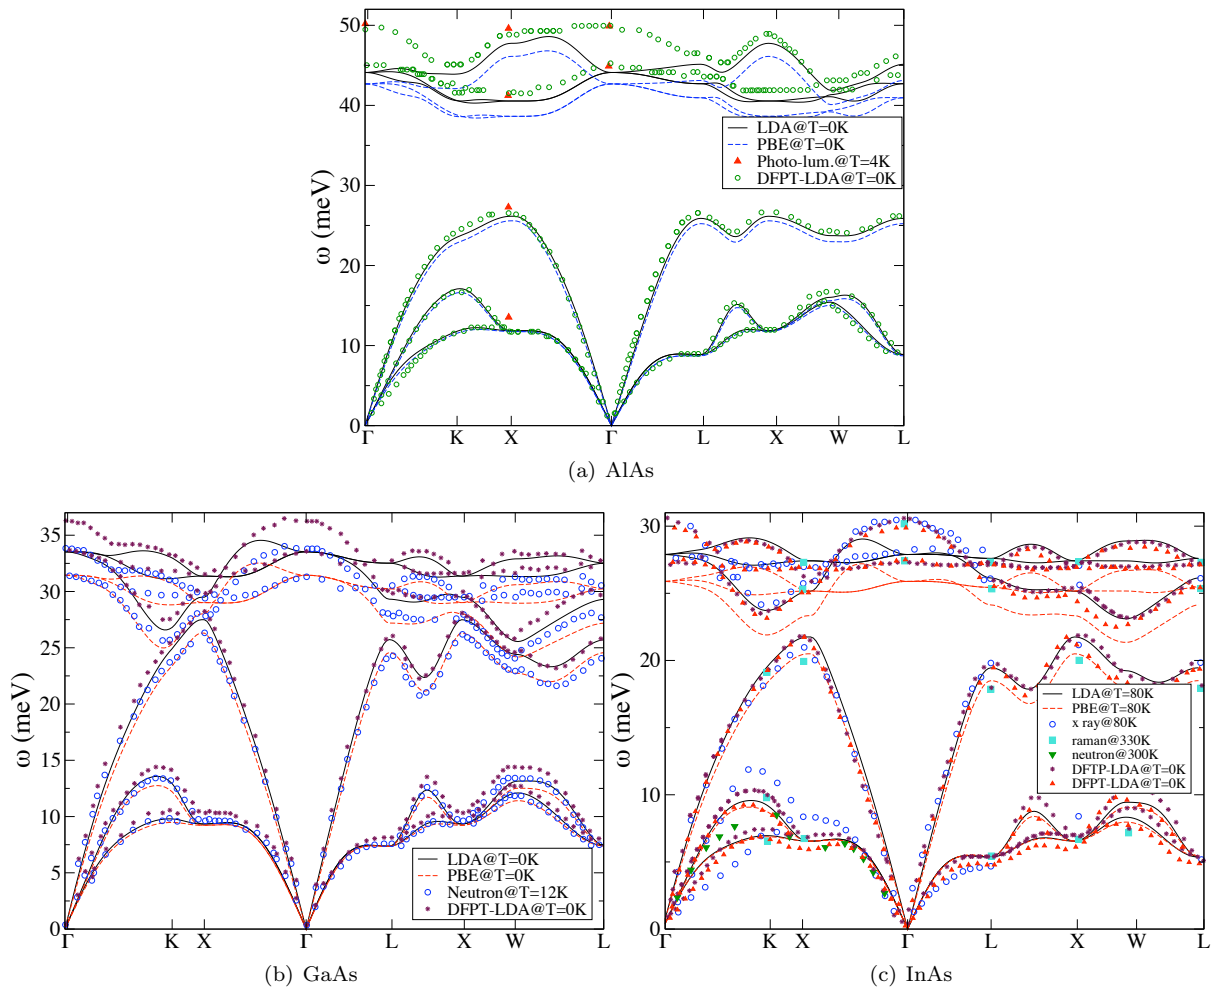 50
40
30
20
10
0
ω (meV)
LDA@T=0K
PBE@T=0K
Photo-lum.@T=4K
DFPT-LDA@T=0K
Γ K X Γ L X W L
(a) AlAs
35
30
25
20
15
10
5
0
ω (meV)
LDA@T=0K
PBE@T=0K
Neutron@T=12K
DFPT-LDA@T=0K
Γ K X Γ L X W L
(b) GaAs
30
20
10
0
ω (meV)
LDA@T=80K
PBE@T=80K
x ray@80K
raman@330K
neutron@300K
DFTP-LDA@T=0K
DFPT-LDA@T=0K
Γ K X Γ L X W L
(c) InAs